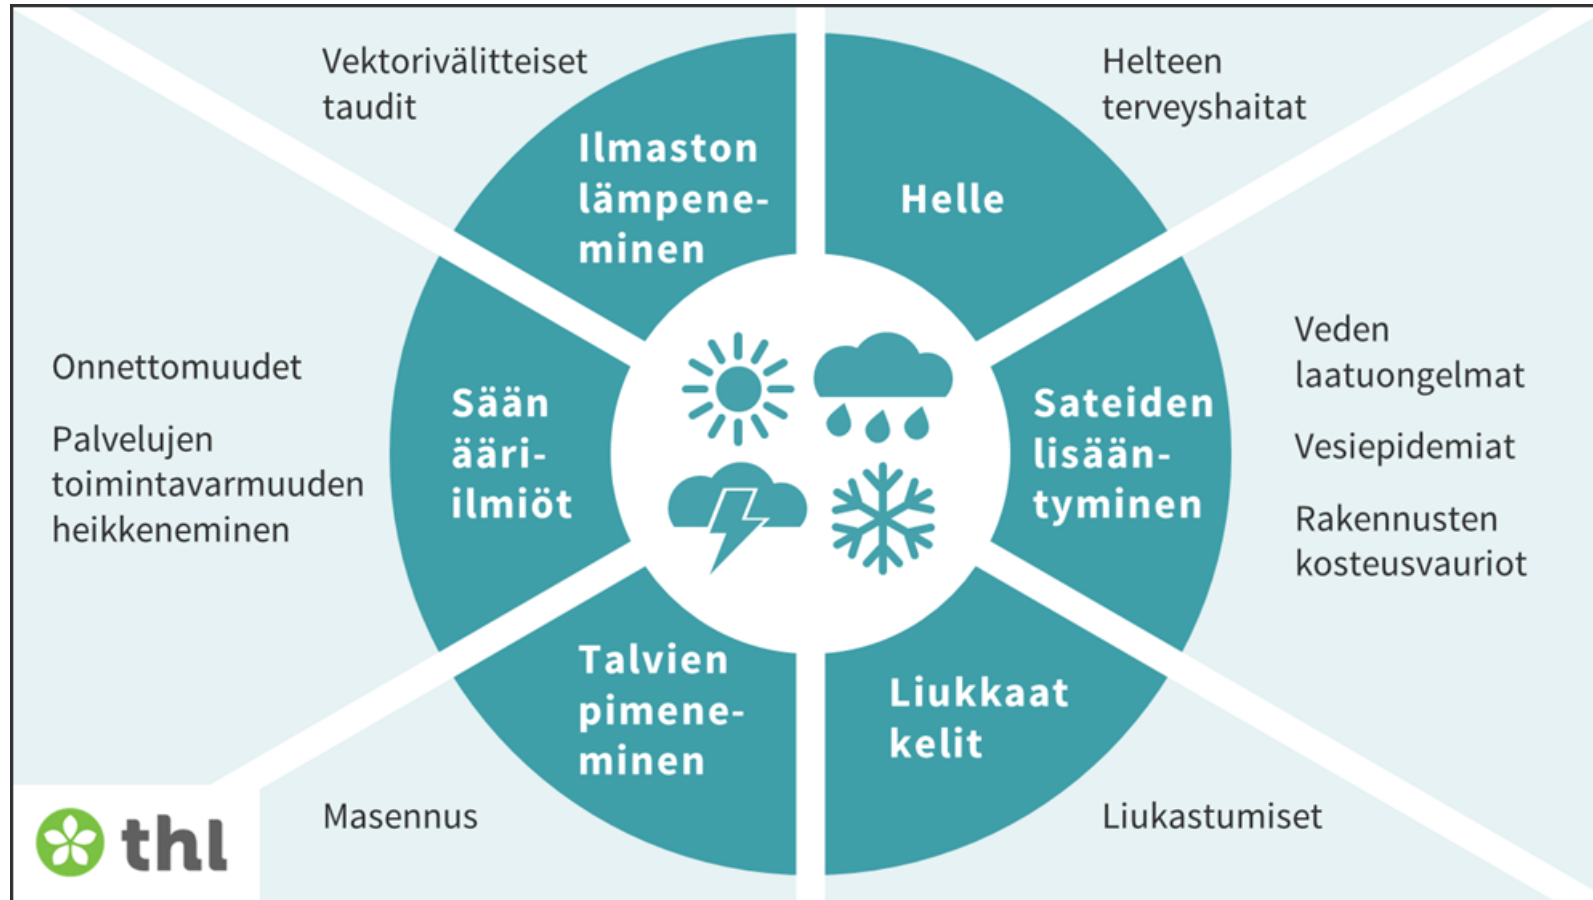 Vektorivälitteiset
taudit
Ilmaston
lämpene-
minen
Helle
Helteen
terveyshaitat
Onnettomuudet
Palvelujen
toimintavarmuuden
heikkeneminen
Sään
ääri-
ilmiöt
Sateiden
lisään-
tyminen
Veden
laatuongelmat
Vesiepidemiat
Rakennusten
kosteusvauriot
Talvien
pimene-
minen
Masennus
Liukkaat
kelit
Liukastumiset
thl